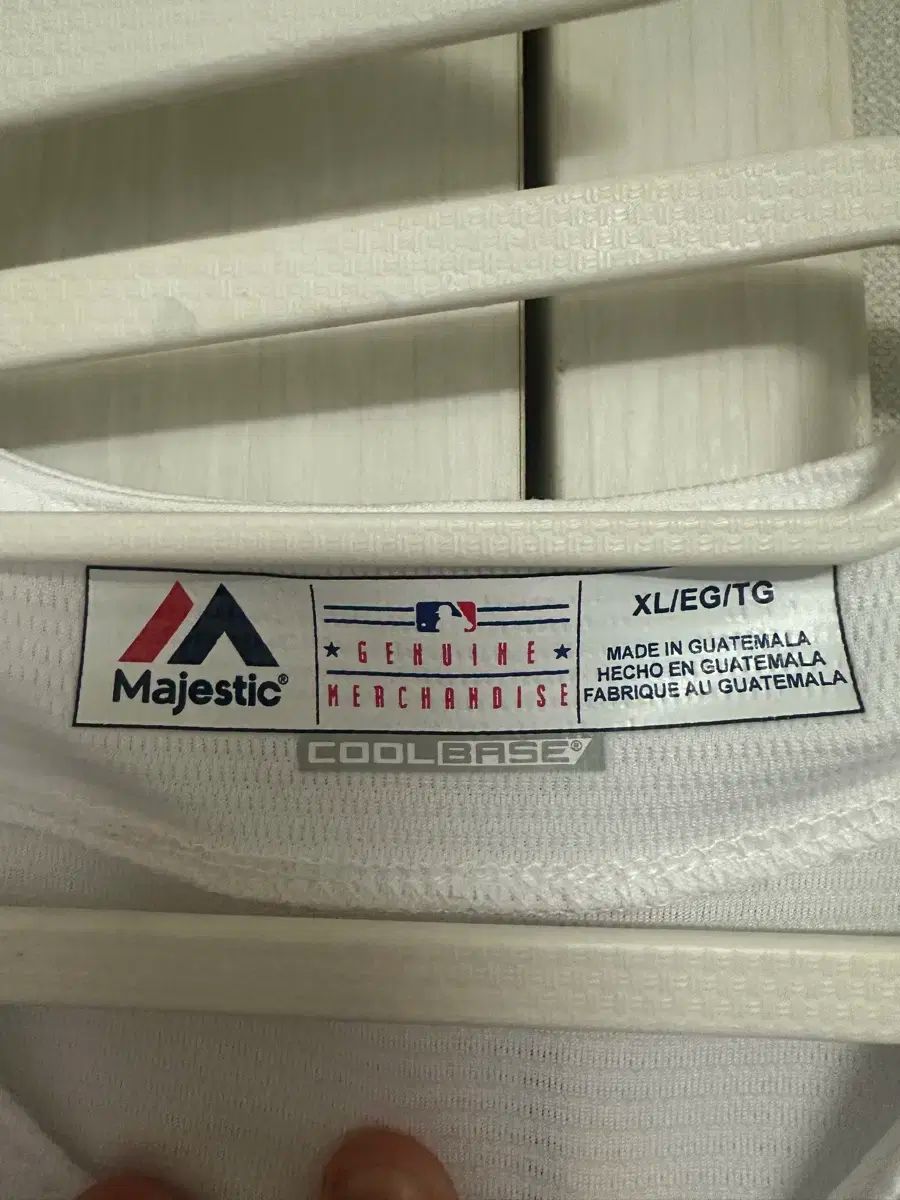 Majestic®
GENUINE
MERCHANDISE
XL/EG/TG
MADE IN GUATEMALA
HECHO EN GUATEMALA
FABRIQUE AU GUATEMALA
COOLBASE®